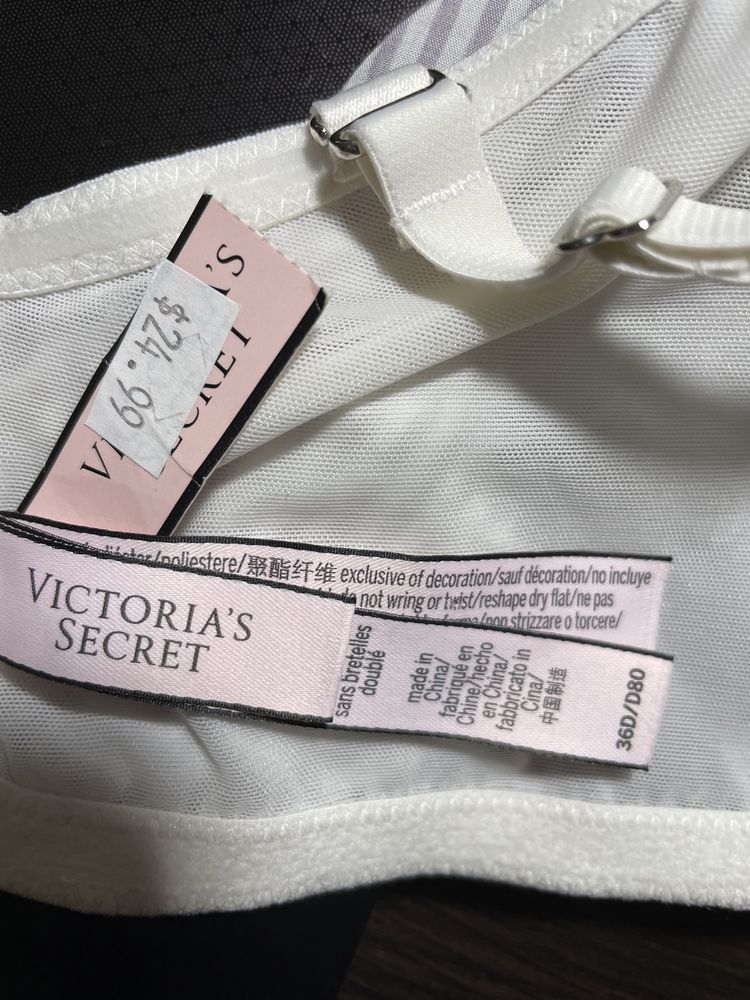 $24.99
VICTORIA'S
SECRET
poliestere/聚酯纤维 exclusive of decoration/sauf décoration/no incluye
not wring or twist/reshape dry flat/ne pas
non strizzare o torcere/
sans bretelles
doublé
made in
China/
fabriqué en
Chine/hecho
en China/
fabbricato in
Cina/
中国制造
36D/D80